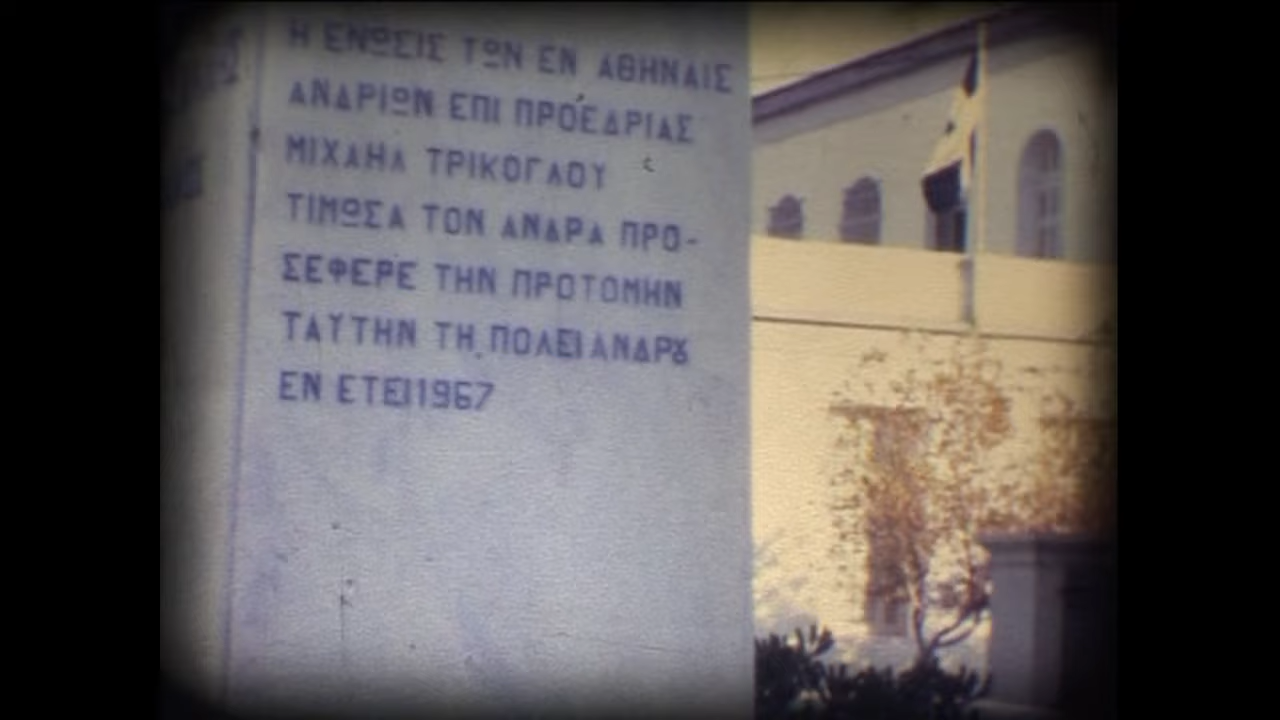 Η ΕΝΩΣΙΣ ΤΩΝ ΕΝ ΑΘΗΝΑΙΣ
ΑΝΔΡΙΩΝ ΕΠΙ ΠΡΟΕΔΡΙΑΣ
ΜΙΧΑΗΛ ΤΡΙΚΟΓΛΟΥ
ΤΙΜΩΣΑ ΤΟΝ ΑΝΔΡΑ ΠΡΟ-
ΣΕΦΕΡΕ ΤΗΝ ΠΡΟΤΟΜΗΝ
ΤΑΥΤΗΝ ΤΗ ΠΟΛΕΙ ΑΝΔΡȣ
ΕΝ ΕΤΕΙ 1967